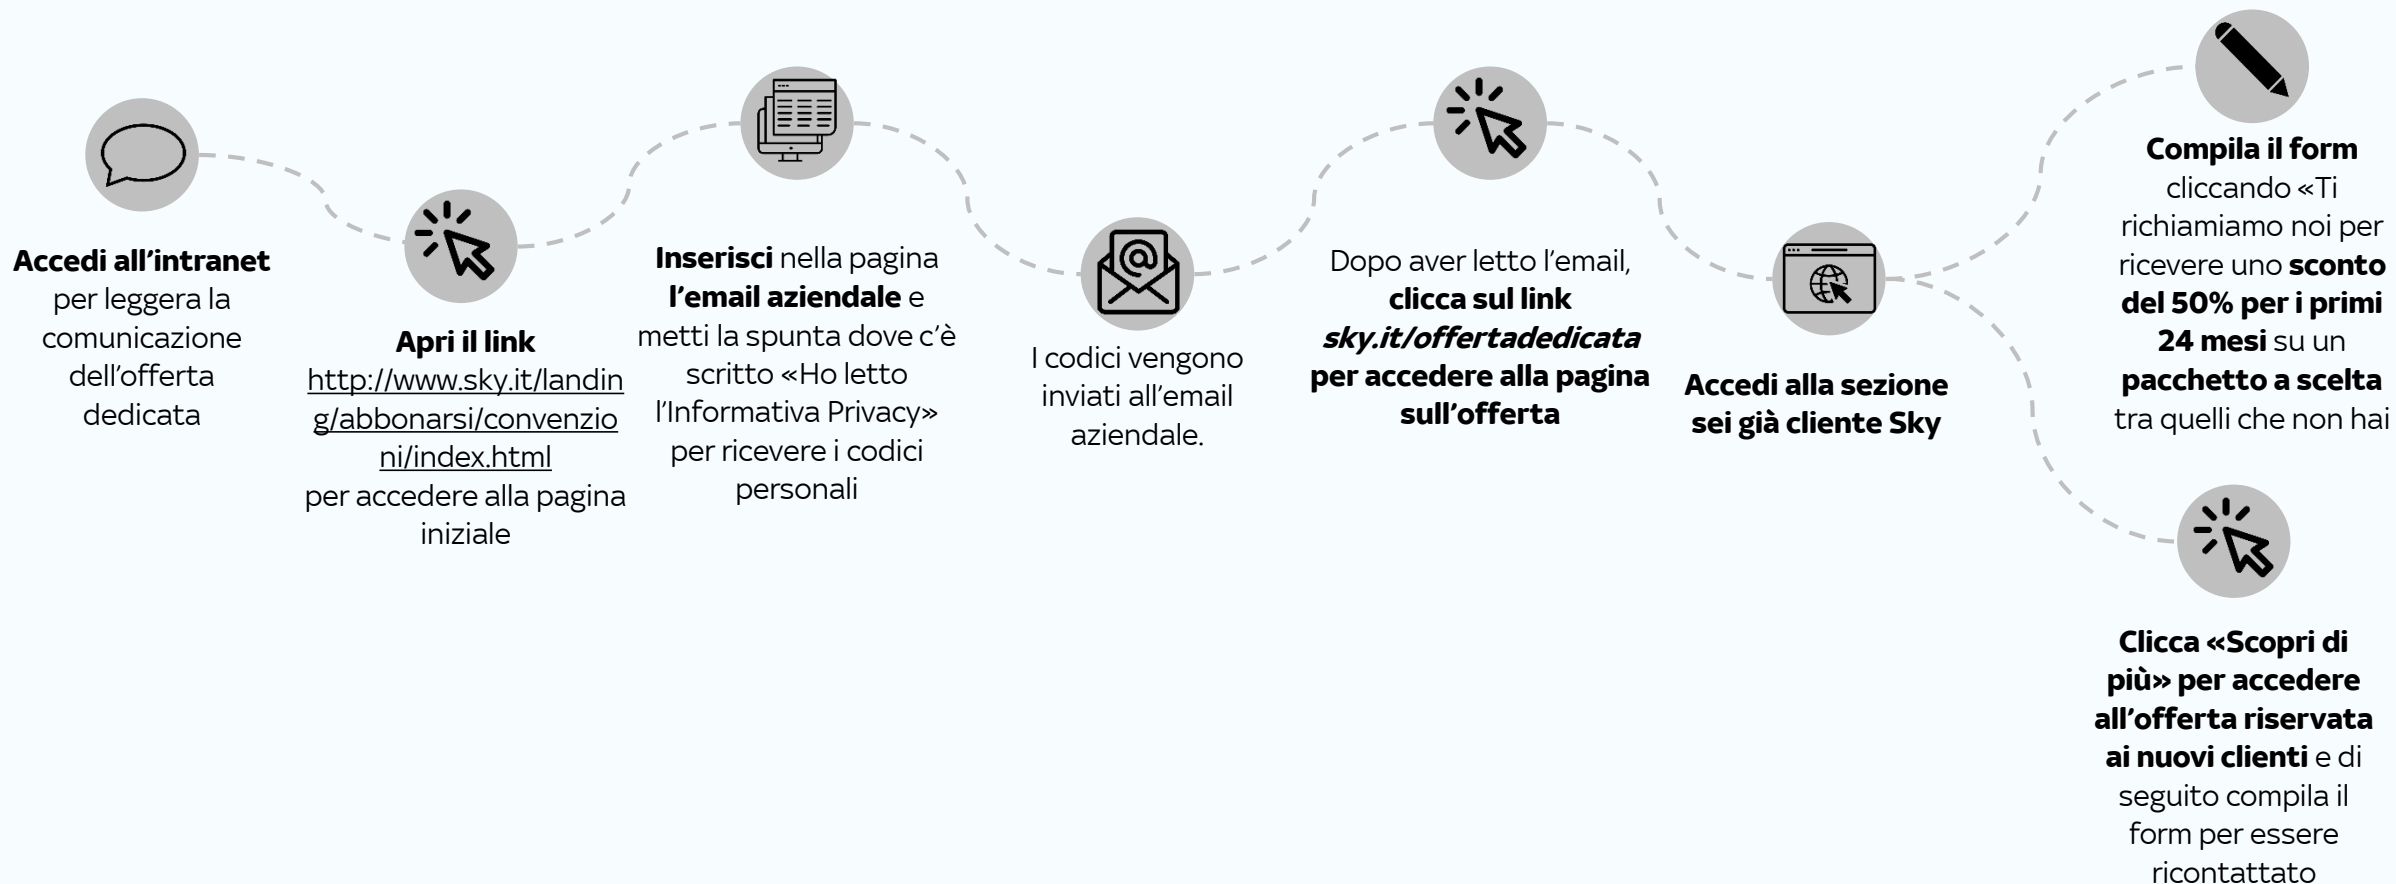 Accedi all'intranet
per leggera la
comunicazione
dell'offerta
dedicata
Apri il link
http://www.sky.it/landin
g/abbonarsi/convenzio
ni/index.html
per accedere alla pagina
iniziale
Inserisci nella pagina
l'email aziendale e
metti la spunta dove c'è
scritto «Ho letto
l'Informativa Privacy»
per ricevere i codici
personali
I codici vengono
inviati all'email
aziendale.
Dopo aver letto l'email,
clicca sul link
sky.it/offertadedicata
per accedere alla pagina
sull'offerta
Accedi alla sezione
sei già cliente Sky
Compila il form
cliccando «Ti
richiamiamo noi per
ricevere uno sconto
del 50% per i primi
24 mesi su un
pacchetto a scelta
tra quelli che non hai
Clicca «Scopri di
più» per accedere
all'offerta riservata
ai nuovi clienti e di
seguito compila il
form per essere
ricontattato